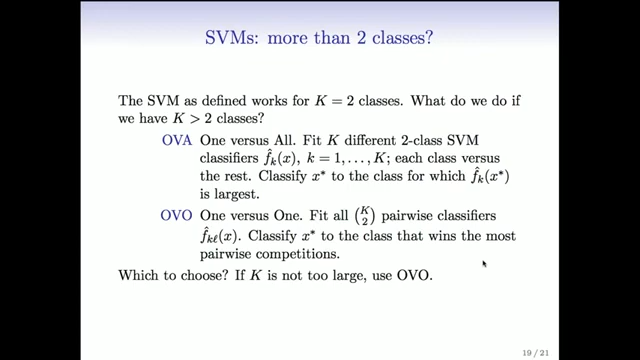 SVMs: more than 2 classes?
The SVM as defined works for K = 2 classes. What do we do if
we have K > 2 classes?
OVA One versus All. Fit K different 2-class SVM
classifiers f̂ₖ(x), k = 1, . . . , K; each class versus
the rest. Classify x* to the class for which f̂ₖ(x*)
is largest.
OVO One versus One. Fit all (K 2) pairwise classifiers
f̂ₖℓ(x). Classify x* to the class that wins the most
pairwise competitions.
Which to choose? If K is not too large, use OVO.
19 / 21